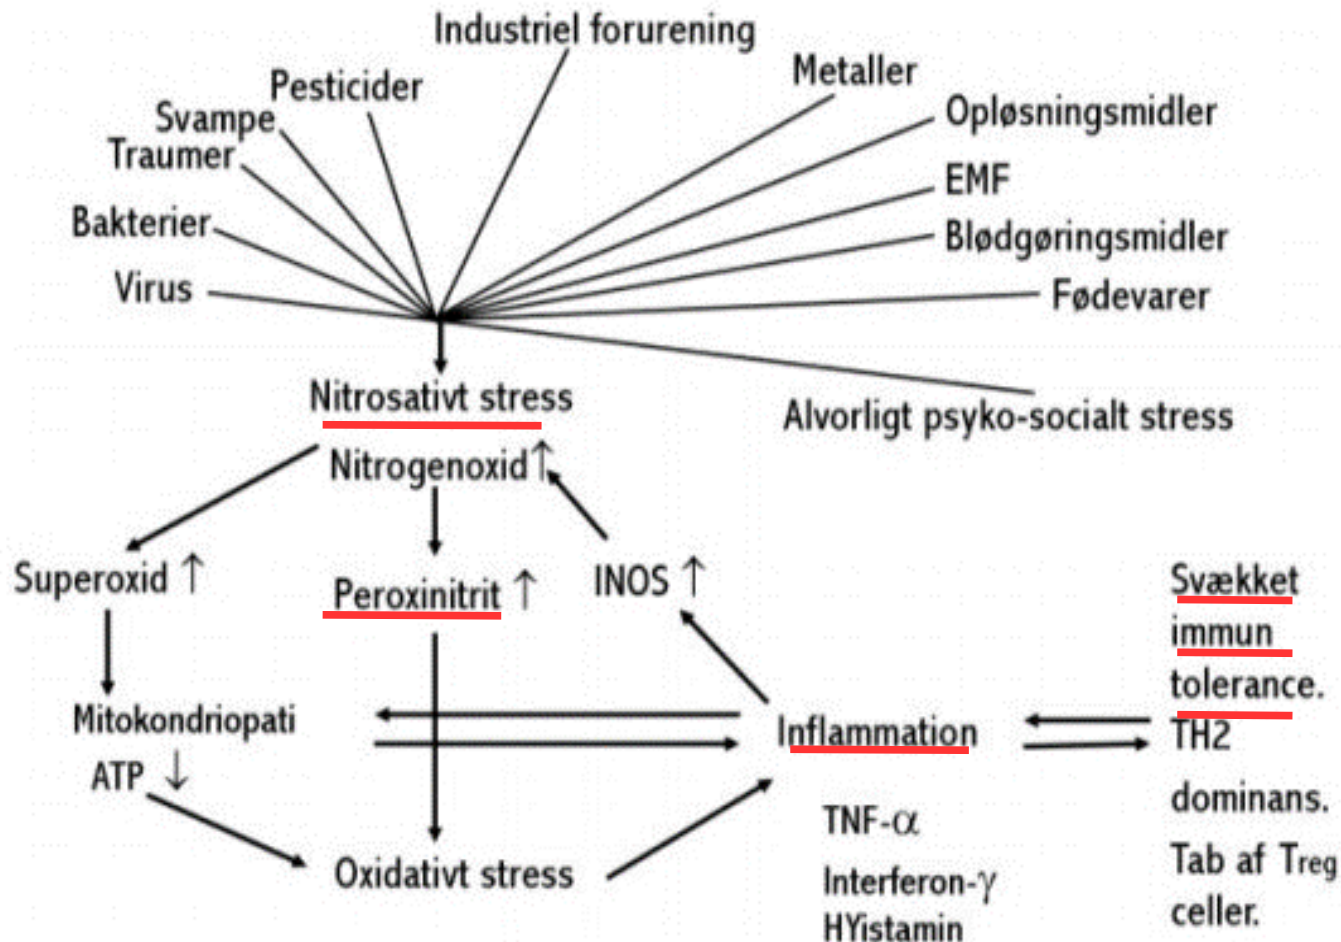 Industriel forurening
Pesticider
Metaller
Svampe
Opløsningsmidler
Traumer
EMF
Bakterier
Blødgøringsmidler
Virus
Fødevarer
Nitrosativt stress
Alvorligt psyko-socialt stress
Nitrogenoxid ↑
Superoxid ↑
Peroxinitrit ↑
INOS ↑
Svækket
immun
tolerance.
TH2
dominans.
Tab af Treg
celler.
Mitokondriopati
ATP ↓
Inflammation
TNF-α
Interferon-γ
HYistamin
Oxidativt stress